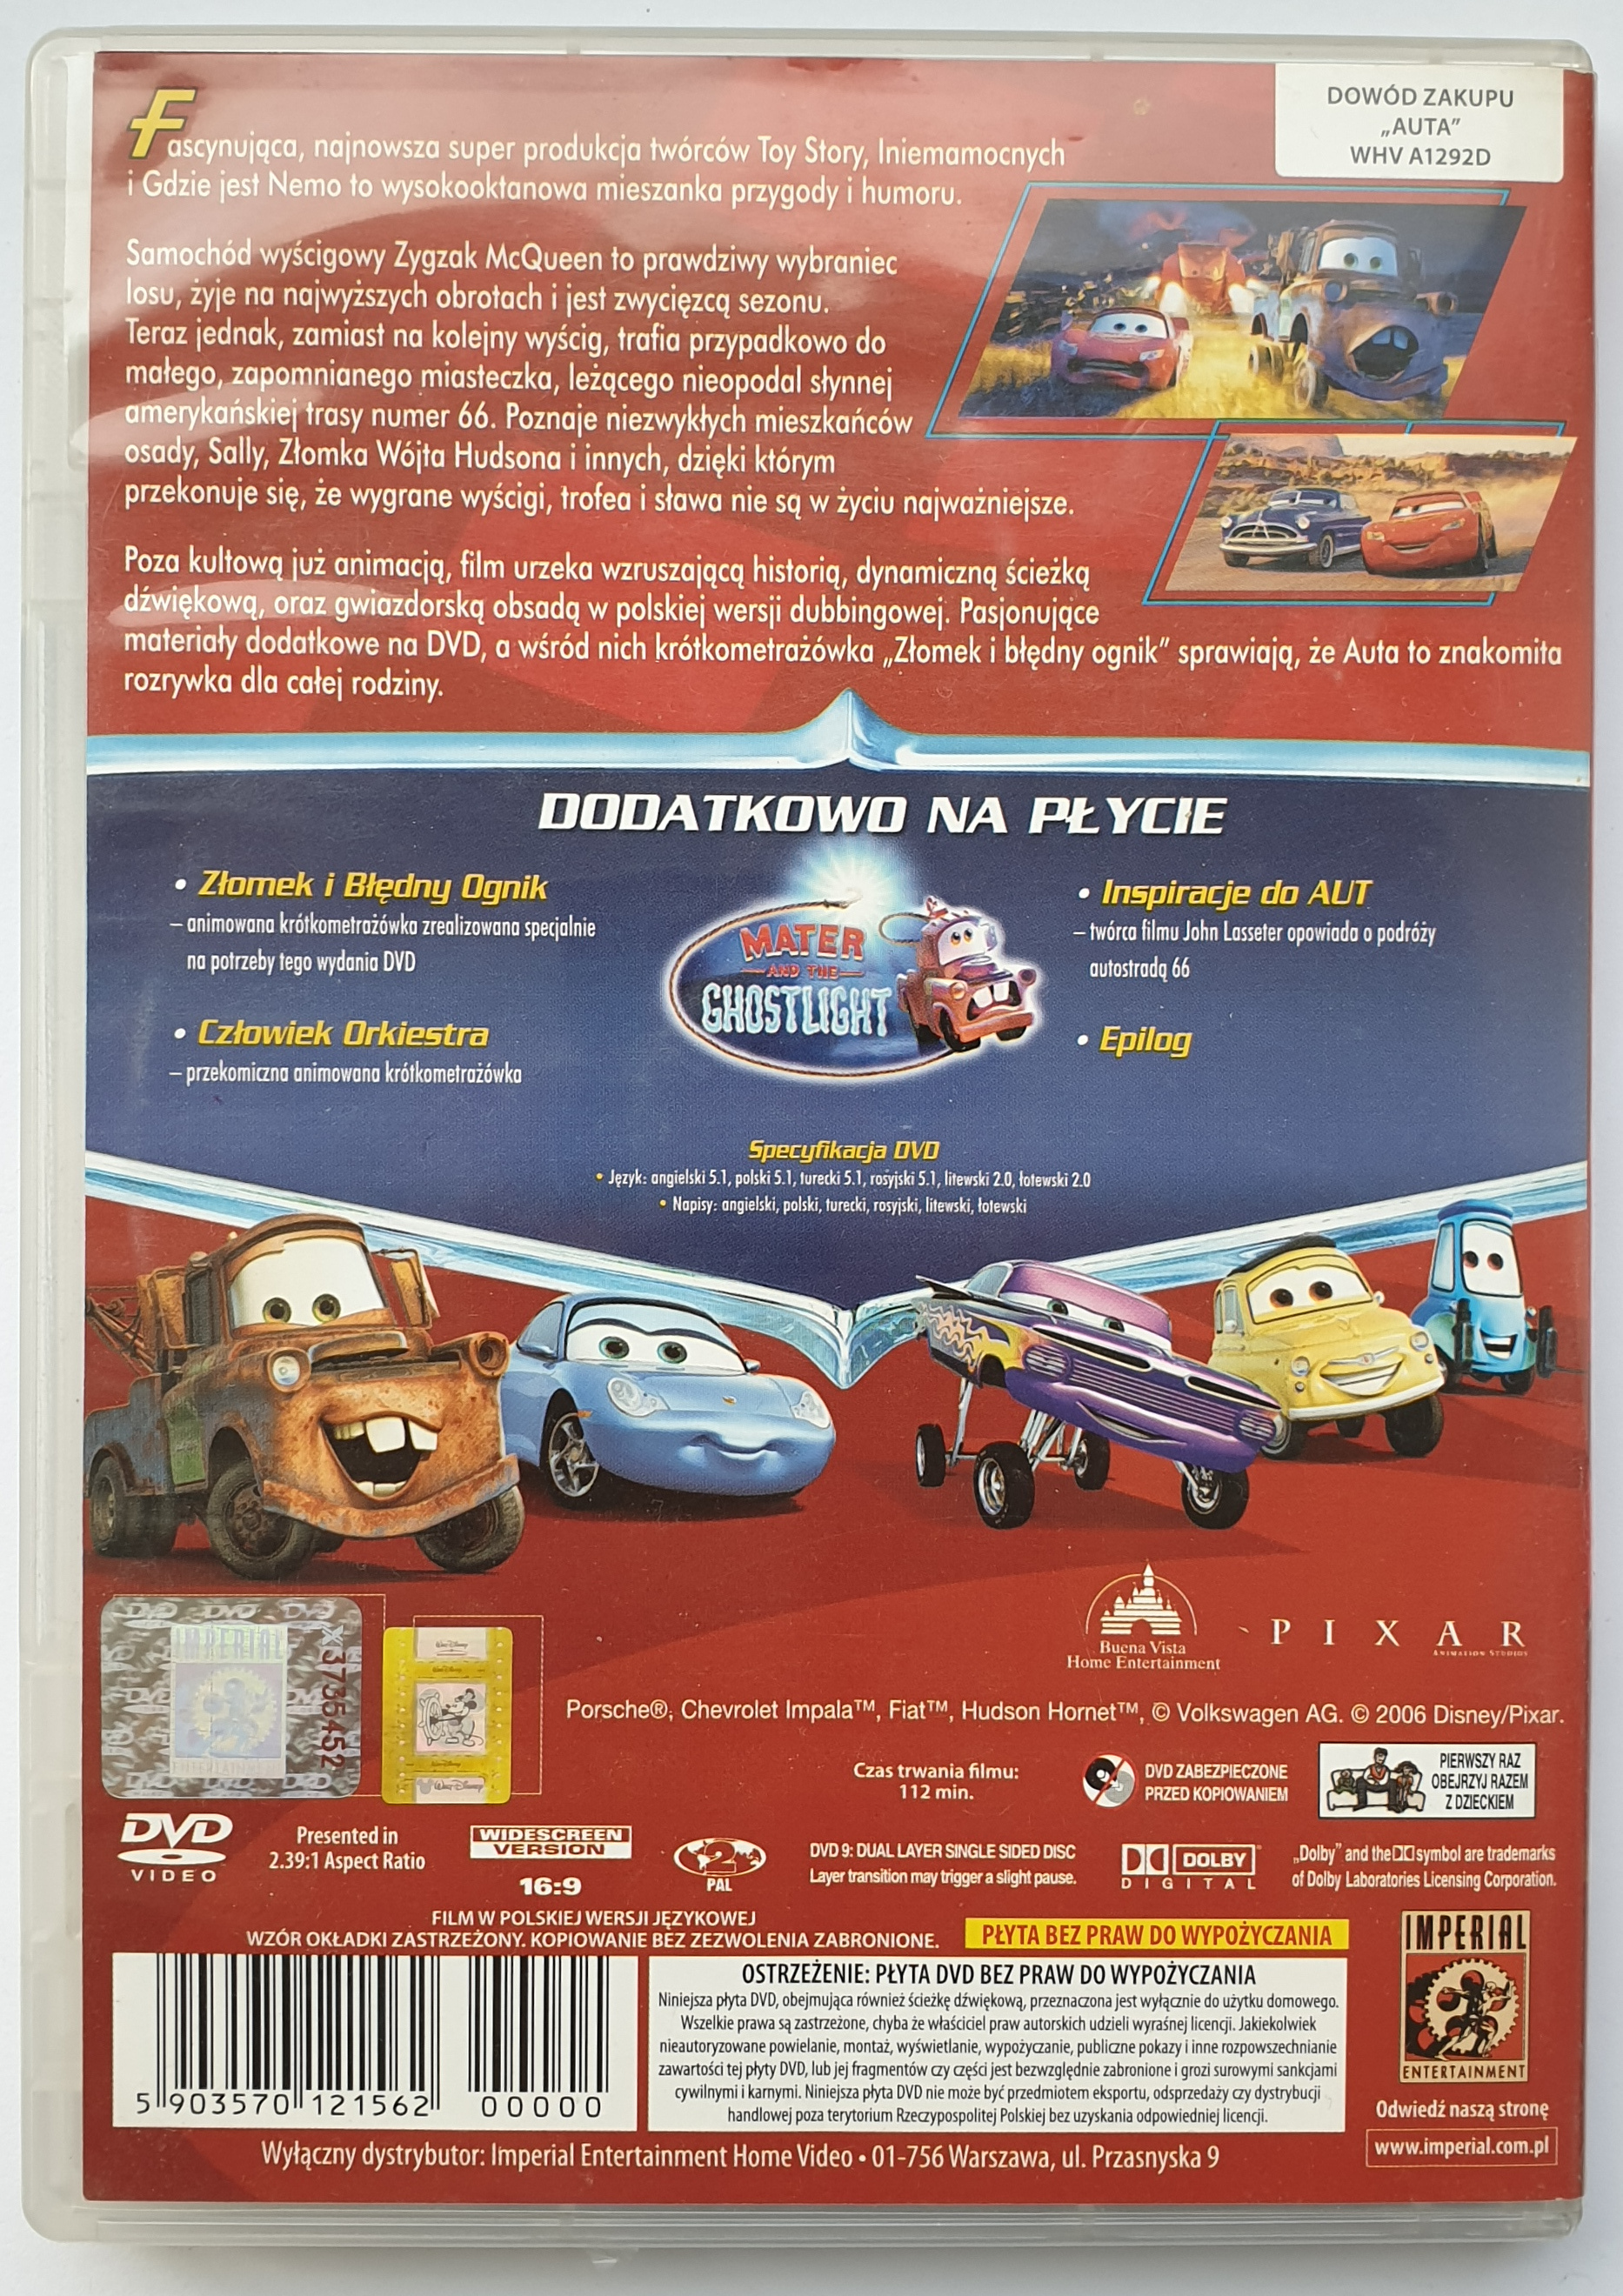 DOWÓD ZAKUPU
„AUTA”
WHV A1292D
Fascynująca, najnowsza super produkcja twórców Toy Story, Iniemamocnych
i Gdzie jest Nemo to wysokooktanowa mieszanka przygody i humoru.
Samochód wyścigowy Zygzak McQueen to prawdziwy wybraniec
losu, żyje na najwyższych obrotach i jest zwycięzcą sezonu.
Teraz jednak, zamiast na kolejny wyścig, trafia przypadkowo do
małego, zapomnianego miasteczka, leżącego nieopodal słynnej
amerykańskiej trasy numer 66. Poznaje niezwykłych mieszkańców
osady, Sally, Złomka Wójta Hudsona i innych, dzięki którym
przekonuje się, że wygrane wyścigi, trofea i sława nie są w życiu najważniejsze.
Poza kultową już animacją, film urzeka wzruszającą historią, dynamiczną ścieżką
dźwiękową, oraz gwiazdorską obsadą w polskiej wersji dubbingowej. Pasjonujące
materiały dodatkowe na DVD, a wśród nich krótkometrażówka „Złomek i błędny ognik” sprawiają, że Auta to znakomita
rozrywka dla całej rodziny.
DODATKOWO NA PŁYCIE
• Złomek i Błędny Ognik
– animowana krótkometrażówka zrealizowana specjalnie
na potrzeby tego wydania DVD
• Człowiek Orkiestra
– przekomiczna animowana krótkometrażówka
MATER
AND THE
GHOSTLIGHT
• Inspiracje do AUT
– twórca filmu John Lasseter opowiada o podróży
autostradą 66
• Epilog
Specyfikacja DVD
• Język: angielski 5.1, polski 5.1, turecki 5.1, rosyjski 5.1, litewski 2.0, łotewski 2.0
• Napisy: angielski, polski, turecki, rosyjski, litewski, łotewski
DVD DVD DVD
IMPERIAL
ENTERTAINMENT
X3735452
Walt Disney
Walt Disney
Walt Disney
Walt Disney
Buena Vista
Home Entertainment
PIXAR
ANIMATION STUDIOS
Porsche®, Chevrolet Impala™, Fiat™, Hudson Hornet™, © Volkswagen AG. © 2006 Disney/Pixar.
Czas trwania filmu:
112 min.
DVD ZABEZPIECZONE
PRZED KOPIOWANIEM
PIERWSZY RAZ
OBEJRZYJ RAZEM
Z DZIECKIEM
DVD
VIDEO
Presented in
2.39:1 Aspect Ratio
WIDESCREEN
VERSION
16:9
2
PAL
DVD 9: DUAL LAYER SINGLE SIDED DISC
Layer transition may trigger a slight pause.
DOLBY
DIGITAL
„Dolby” and the DD symbol are trademarks
of Dolby Laboratories Licensing Corporation.
FILM W POLSKIEJ WERSJI JĘZYKOWEJ
WZÓR OKŁADKI ZASTRZEŻONY. KOPIOWANIE BEZ ZEZWOLENIA ZABRONIONE.
PŁYTA BEZ PRAW DO WYPOŻYCZANIA
5 903570 121562 00000
OSTRZEŻENIE: PŁYTA DVD BEZ PRAW DO WYPOŻYCZANIA
Niniejsza płyta DVD, obejmująca również ścieżkę dźwiękową, przeznaczona jest wyłącznie do użytku domowego.
Wszelkie prawa są zastrzeżone, chyba że właściciel praw autorskich udzieli wyraśnej licencji. Jakiekolwiek
nieautoryzowane powielanie, montaż, wyświetlanie, wypożyczanie, publiczne pokazy i inne rozpowszechnianie
zawartości tej płyty DVD, lub jej fragmentów czy części jest bezwzględnie zabronione i grozi surowymi sankcjami
cywilnymi i karnymi. Niniejsza płyta DVD nie może być przedmiotem eksportu, odsprzedaży czy dystrybucji
handlowej poza terytorium Rzeczypospolitej Polskiej bez uzyskania odpowiedniej licencji.
IMPERIAL
ENTERTAINMENT
Odwiedź naszą stronę
www.imperial.com.pl
Wyłączny dystrybutor: Imperial Entertainment Home Video • 01-756 Warszawa, ul. Przasnyska 9